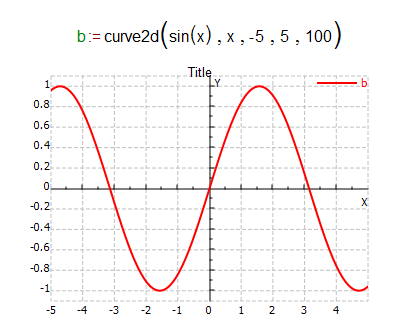 b:=curve2d(sin(x) , x , -5 , 5 , 100)
Title
Y
b
1
0.8
0.6
0.4
0.2
0
-0.2
-0.4
-0.6
-0.8
-1
X
-5 -4 -3 -2 -1 0 1 2 3 4